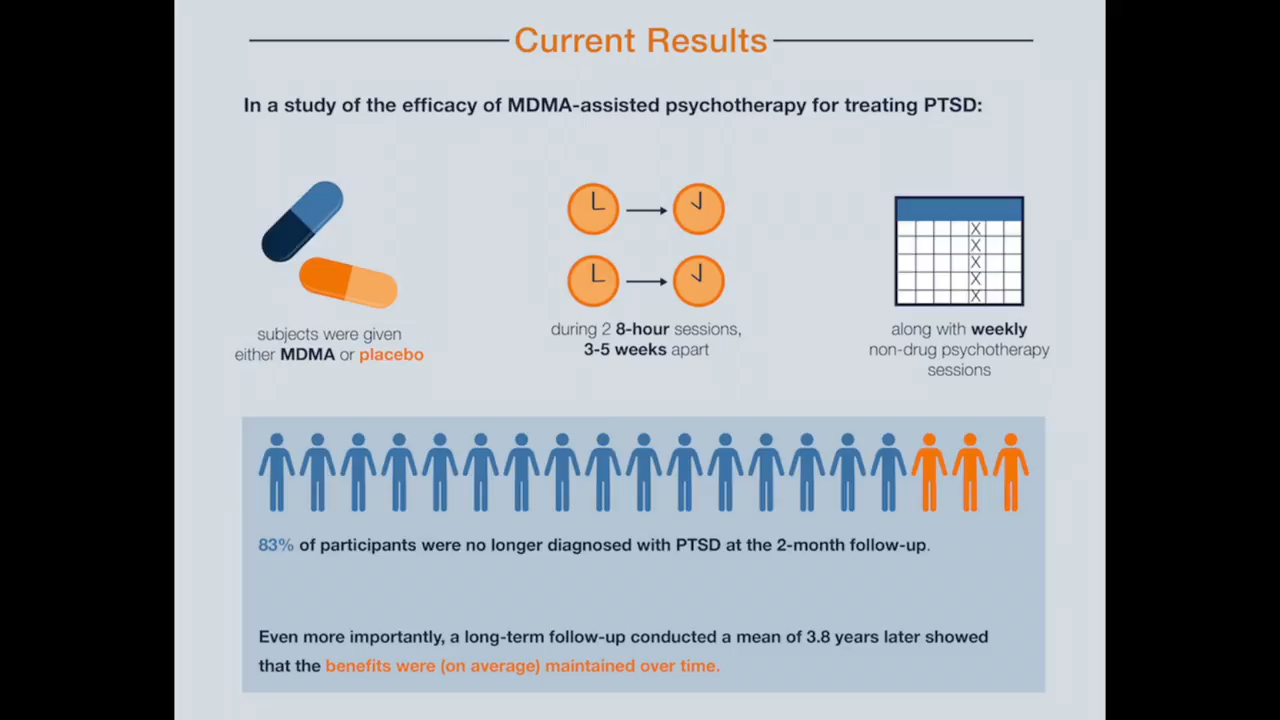 Current Results
In a study of the efficacy of MDMA-assisted psychotherapy for treating PTSD:
subjects were given
either MDMA or placebo
during 2 8-hour sessions,
3-5 weeks apart
along with weekly
non-drug psychotherapy
sessions
X
X
X
X
X
83% of participants were no longer diagnosed with PTSD at the 2-month follow-up.
Even more importantly, a long-term follow-up conducted a mean of 3.8 years later showed
that the benefits were (on average) maintained over time.